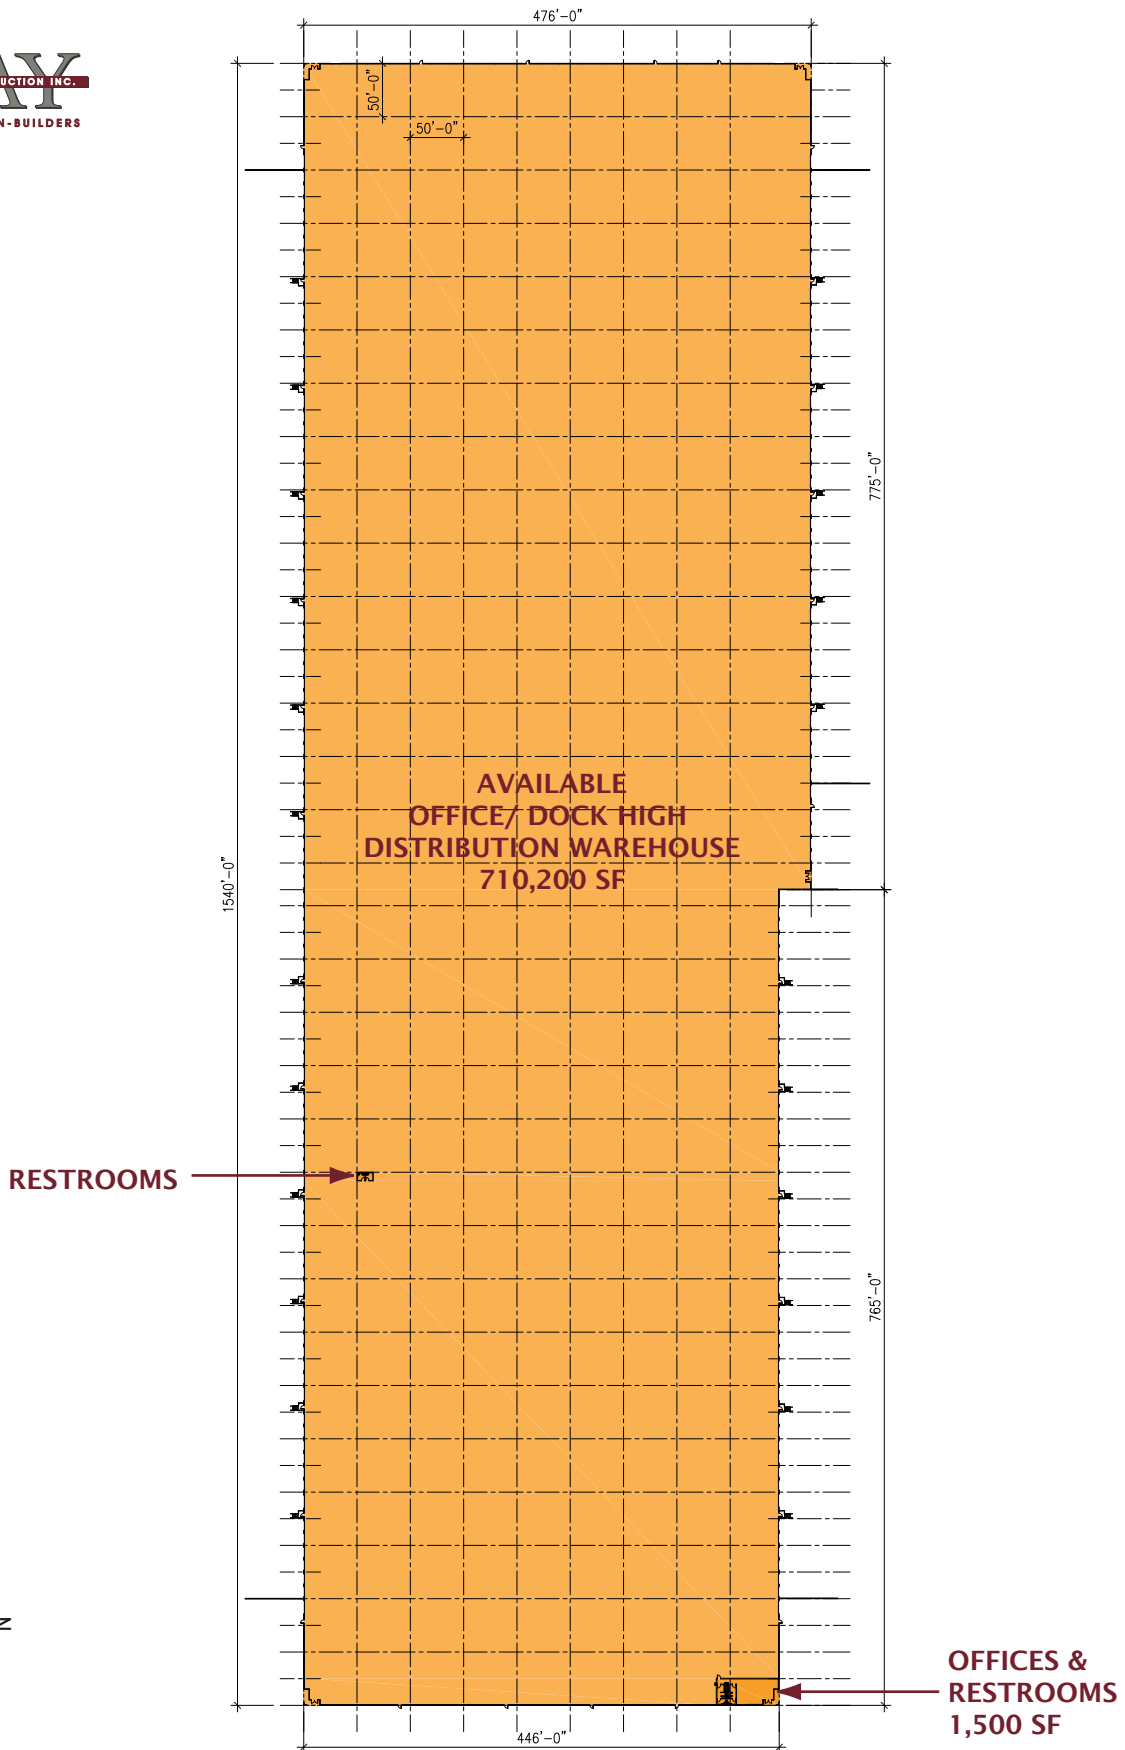 476'-0"
AY
UCTION INC.
N-BUILDERS
50'-0"
50'-0"
775'-0"
AVAILABLE
OFFICE/ DOCK HIGH
DISTRIBUTION WAREHOUSE
710,200 SF
1540'-0"
RESTROOMS
765'-0"
N
OFFICES &
RESTROOMS
1,500 SF
446'-0"